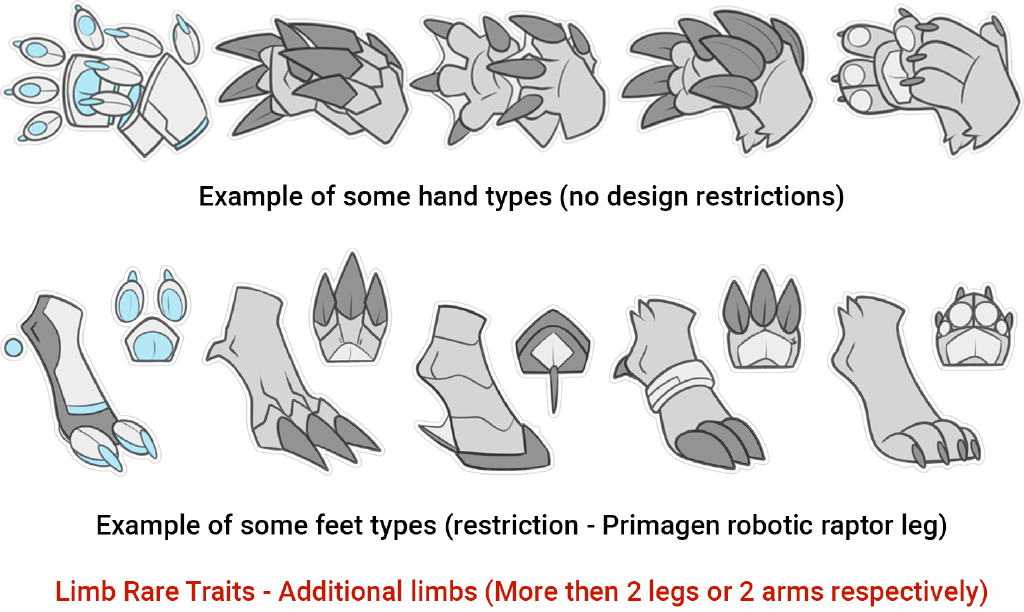 Example of some hand types (no design restrictions)
Example of some feet types (restriction - Primagen robotic raptor leg)
Limb Rare Traits - Additional limbs (More then 2 legs or 2 arms respectively)